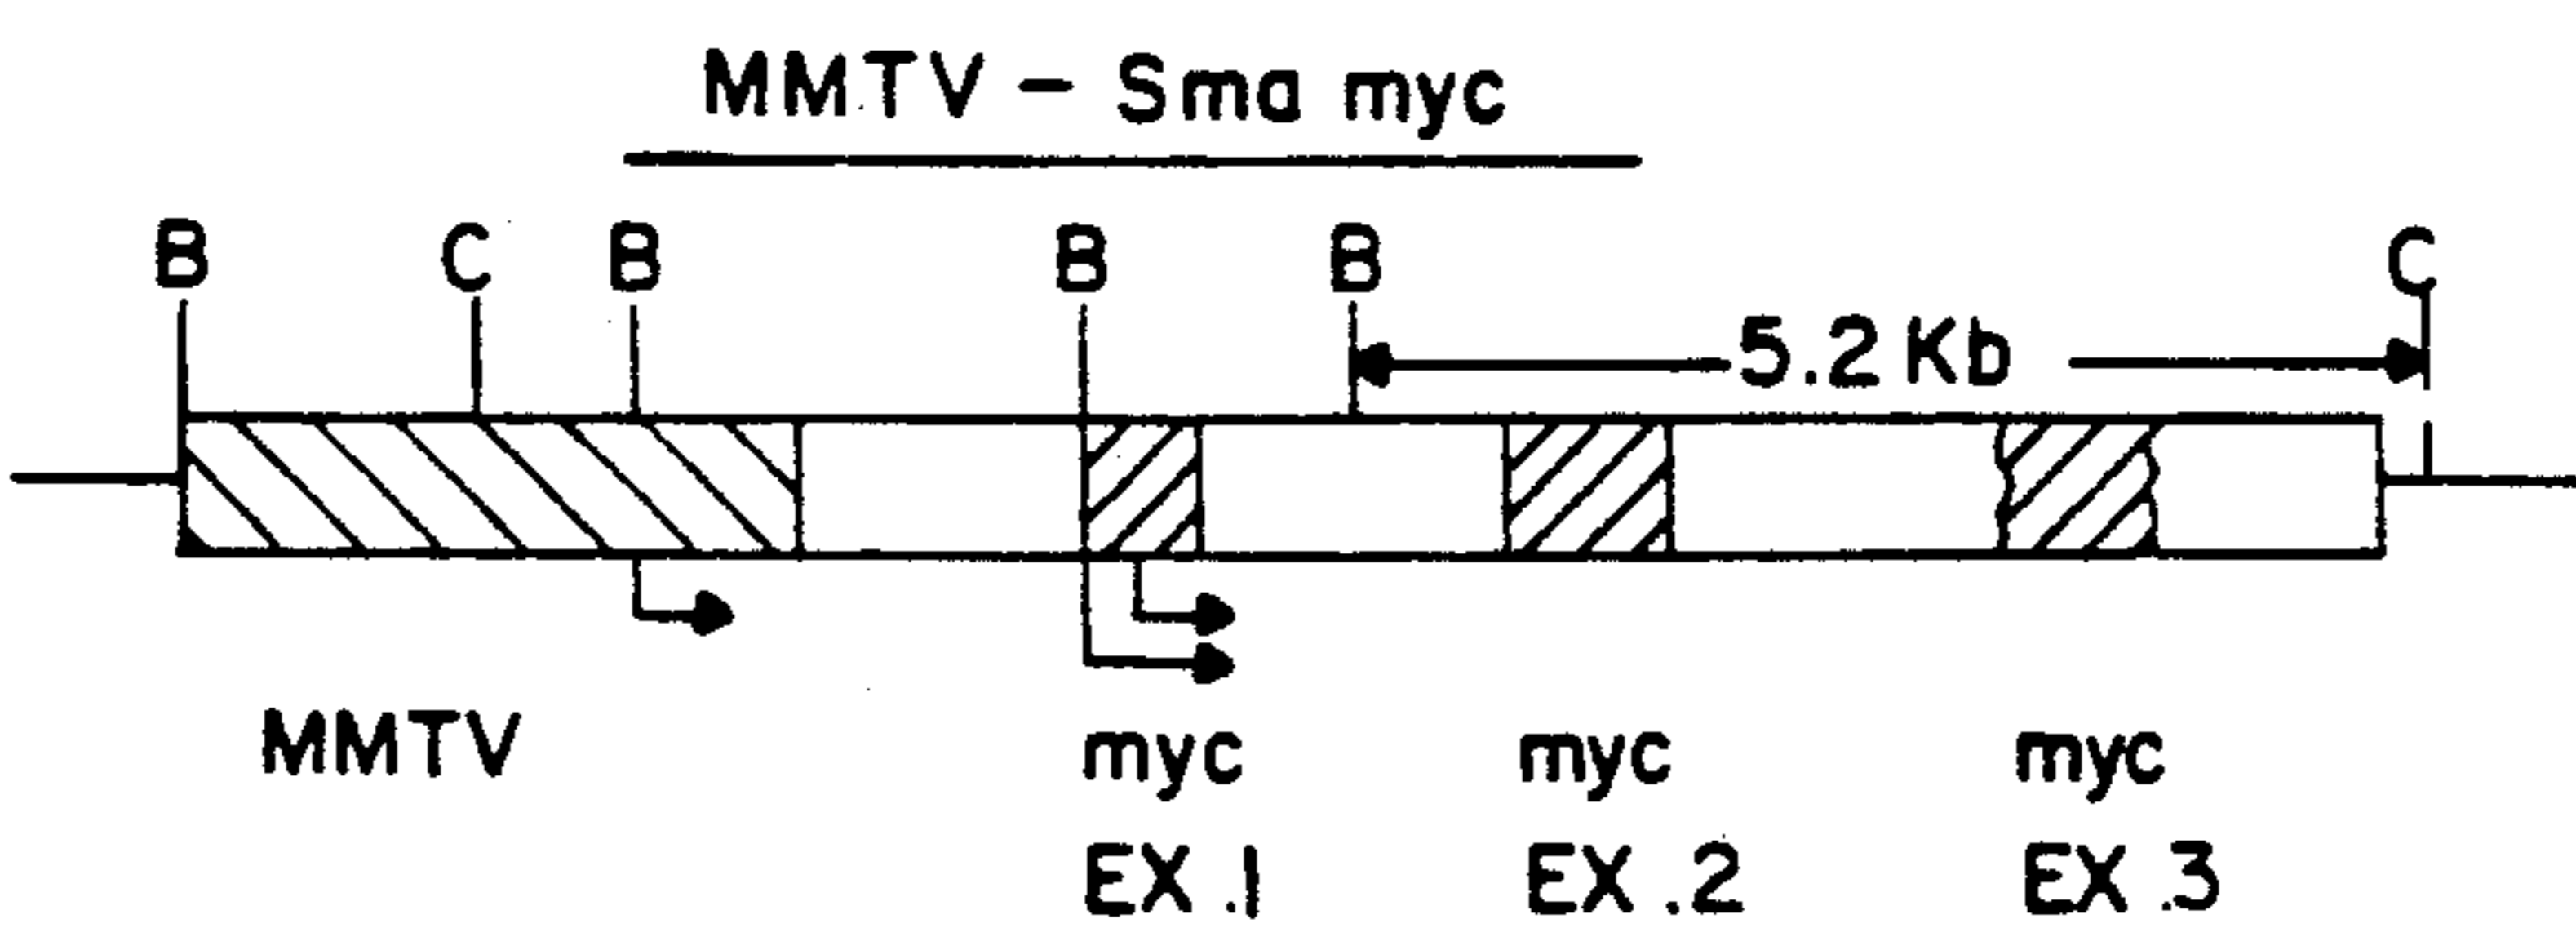 MMTV - Sma myc
B C B B B C
5.2 Kb
MMTV myc myc myc
EX .1 EX .2 EX .3